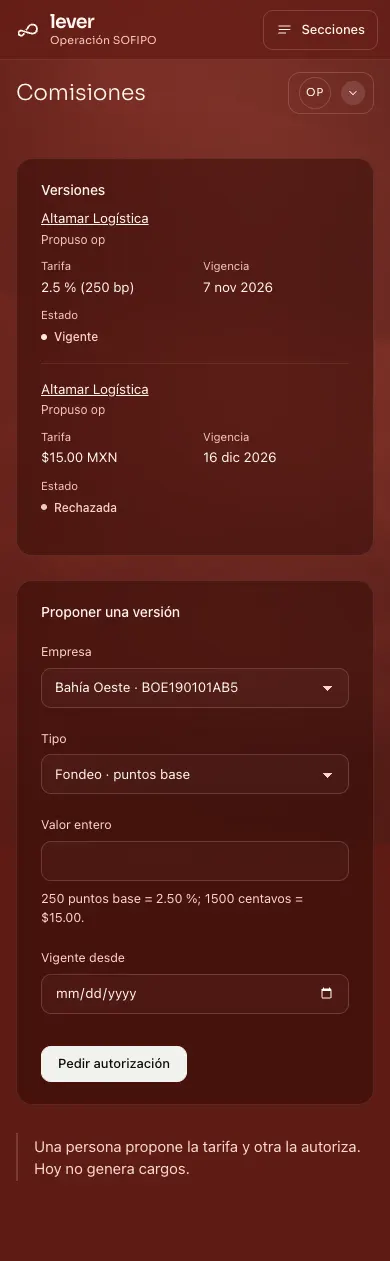 lever
Operación SOFIPO
Secciones
Comisiones
OP
Versiones
Altamar Logística
Propuso op
Tarifa
Vigencia
2.5 % (250 bp)
7 nov 2026
Estado
Vigente
Altamar Logística
Propuso op
Tarifa
Vigencia
$15.00 MXN
16 dic 2026
Estado
Rechazada
Proponer una versión
Empresa
Bahía Oeste · BOE190101AB5
Tipo
Fondeo · puntos base
Valor entero
250 puntos base = 2.50 %; 1500 centavos =
$15.00.
Vigente desde
mm/dd/yyyy
Pedir autorización
Una persona propone la tarifa y otra la autoriza.
Hoy no genera cargos.